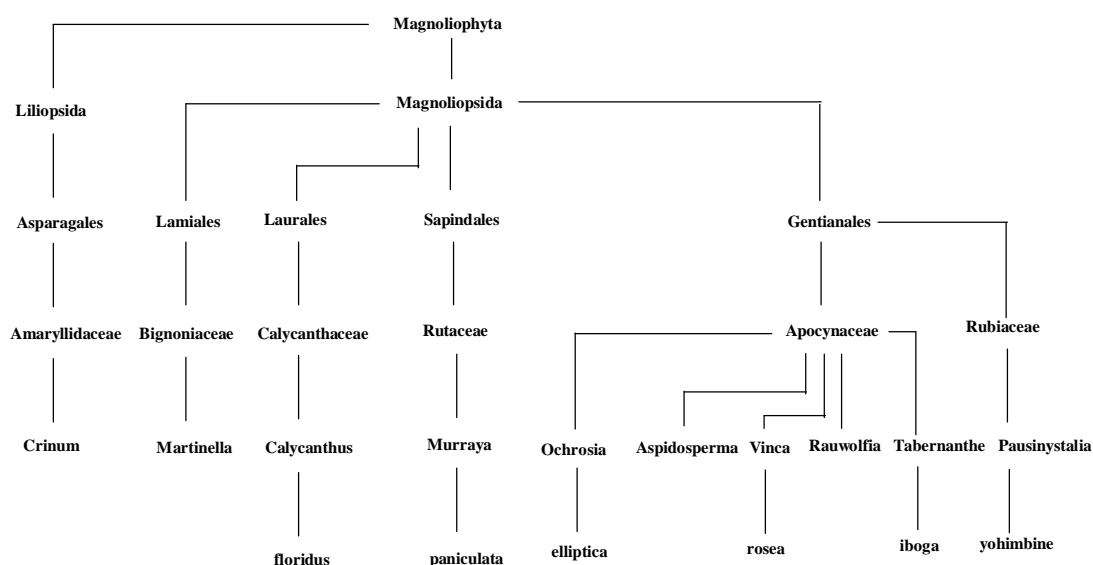 Magnoliophyta
Liliopsida
Magnoliopsida
Asparagales Lamiales Laurales Sapindales Gentianales
Amaryllidaceae Bignoniaceae Calycanthaceae Rutaceae Apocynaceae Rubiaceae
Crinum Martinella Calycanthus Murraya Ochrosia Aspidosperma Vinca Rauwolfia Tabernanthe Pausinystalia
floridus paniculata elliptica rosea iboga yohimbine